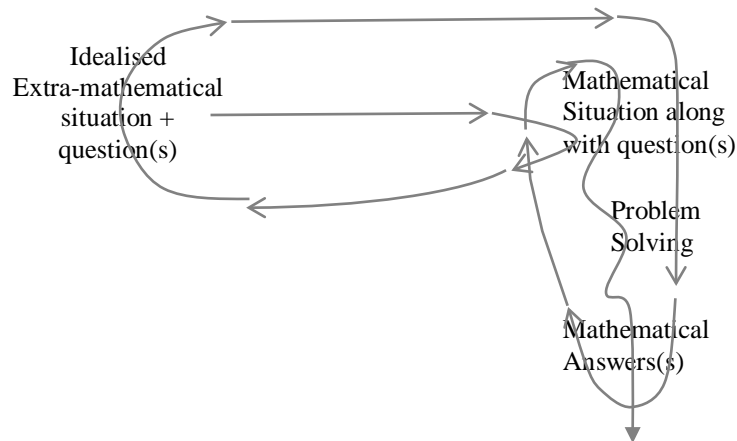 Idealised
Extra-mathematical
situation +
question(s)
Mathematical
Situation along
with question(s)
Problem
Solving
Mathematical
Answers(s)